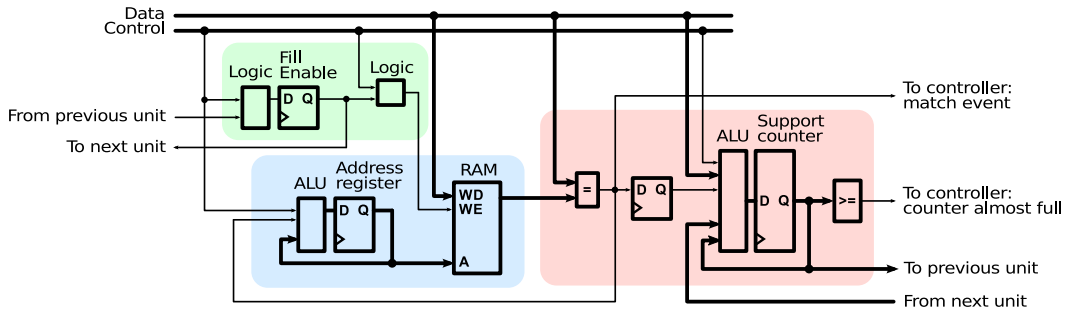 Data
Control
Fill
Enable
Logic
Logic
D Q
From previous unit
To next unit
To controller:
match event
Support
counter
ALU
Address
register
RAM
ALU
D Q
WD
WE
A
=
D Q
D Q
>=
To controller:
counter almost full
To previous unit
From next unit